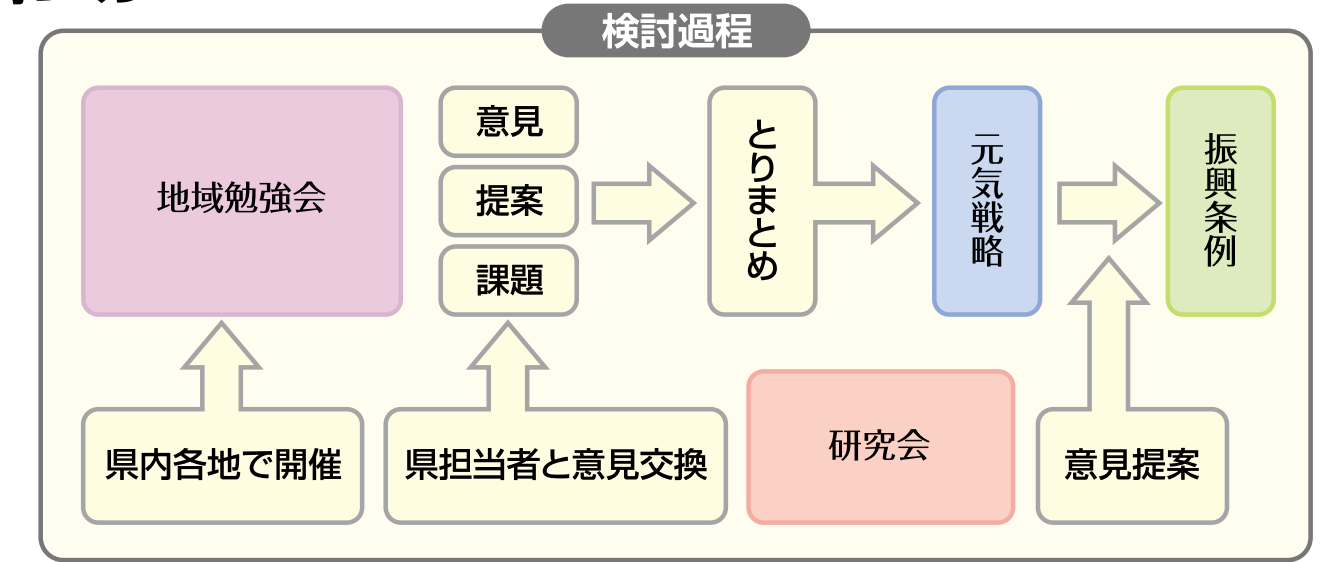 検討過程
地域勉強会
意見
提案
課題
とりまとめ
元気戦略
振興条例
県内各地で開催
県担当者と意見交換
研究会
意見提案